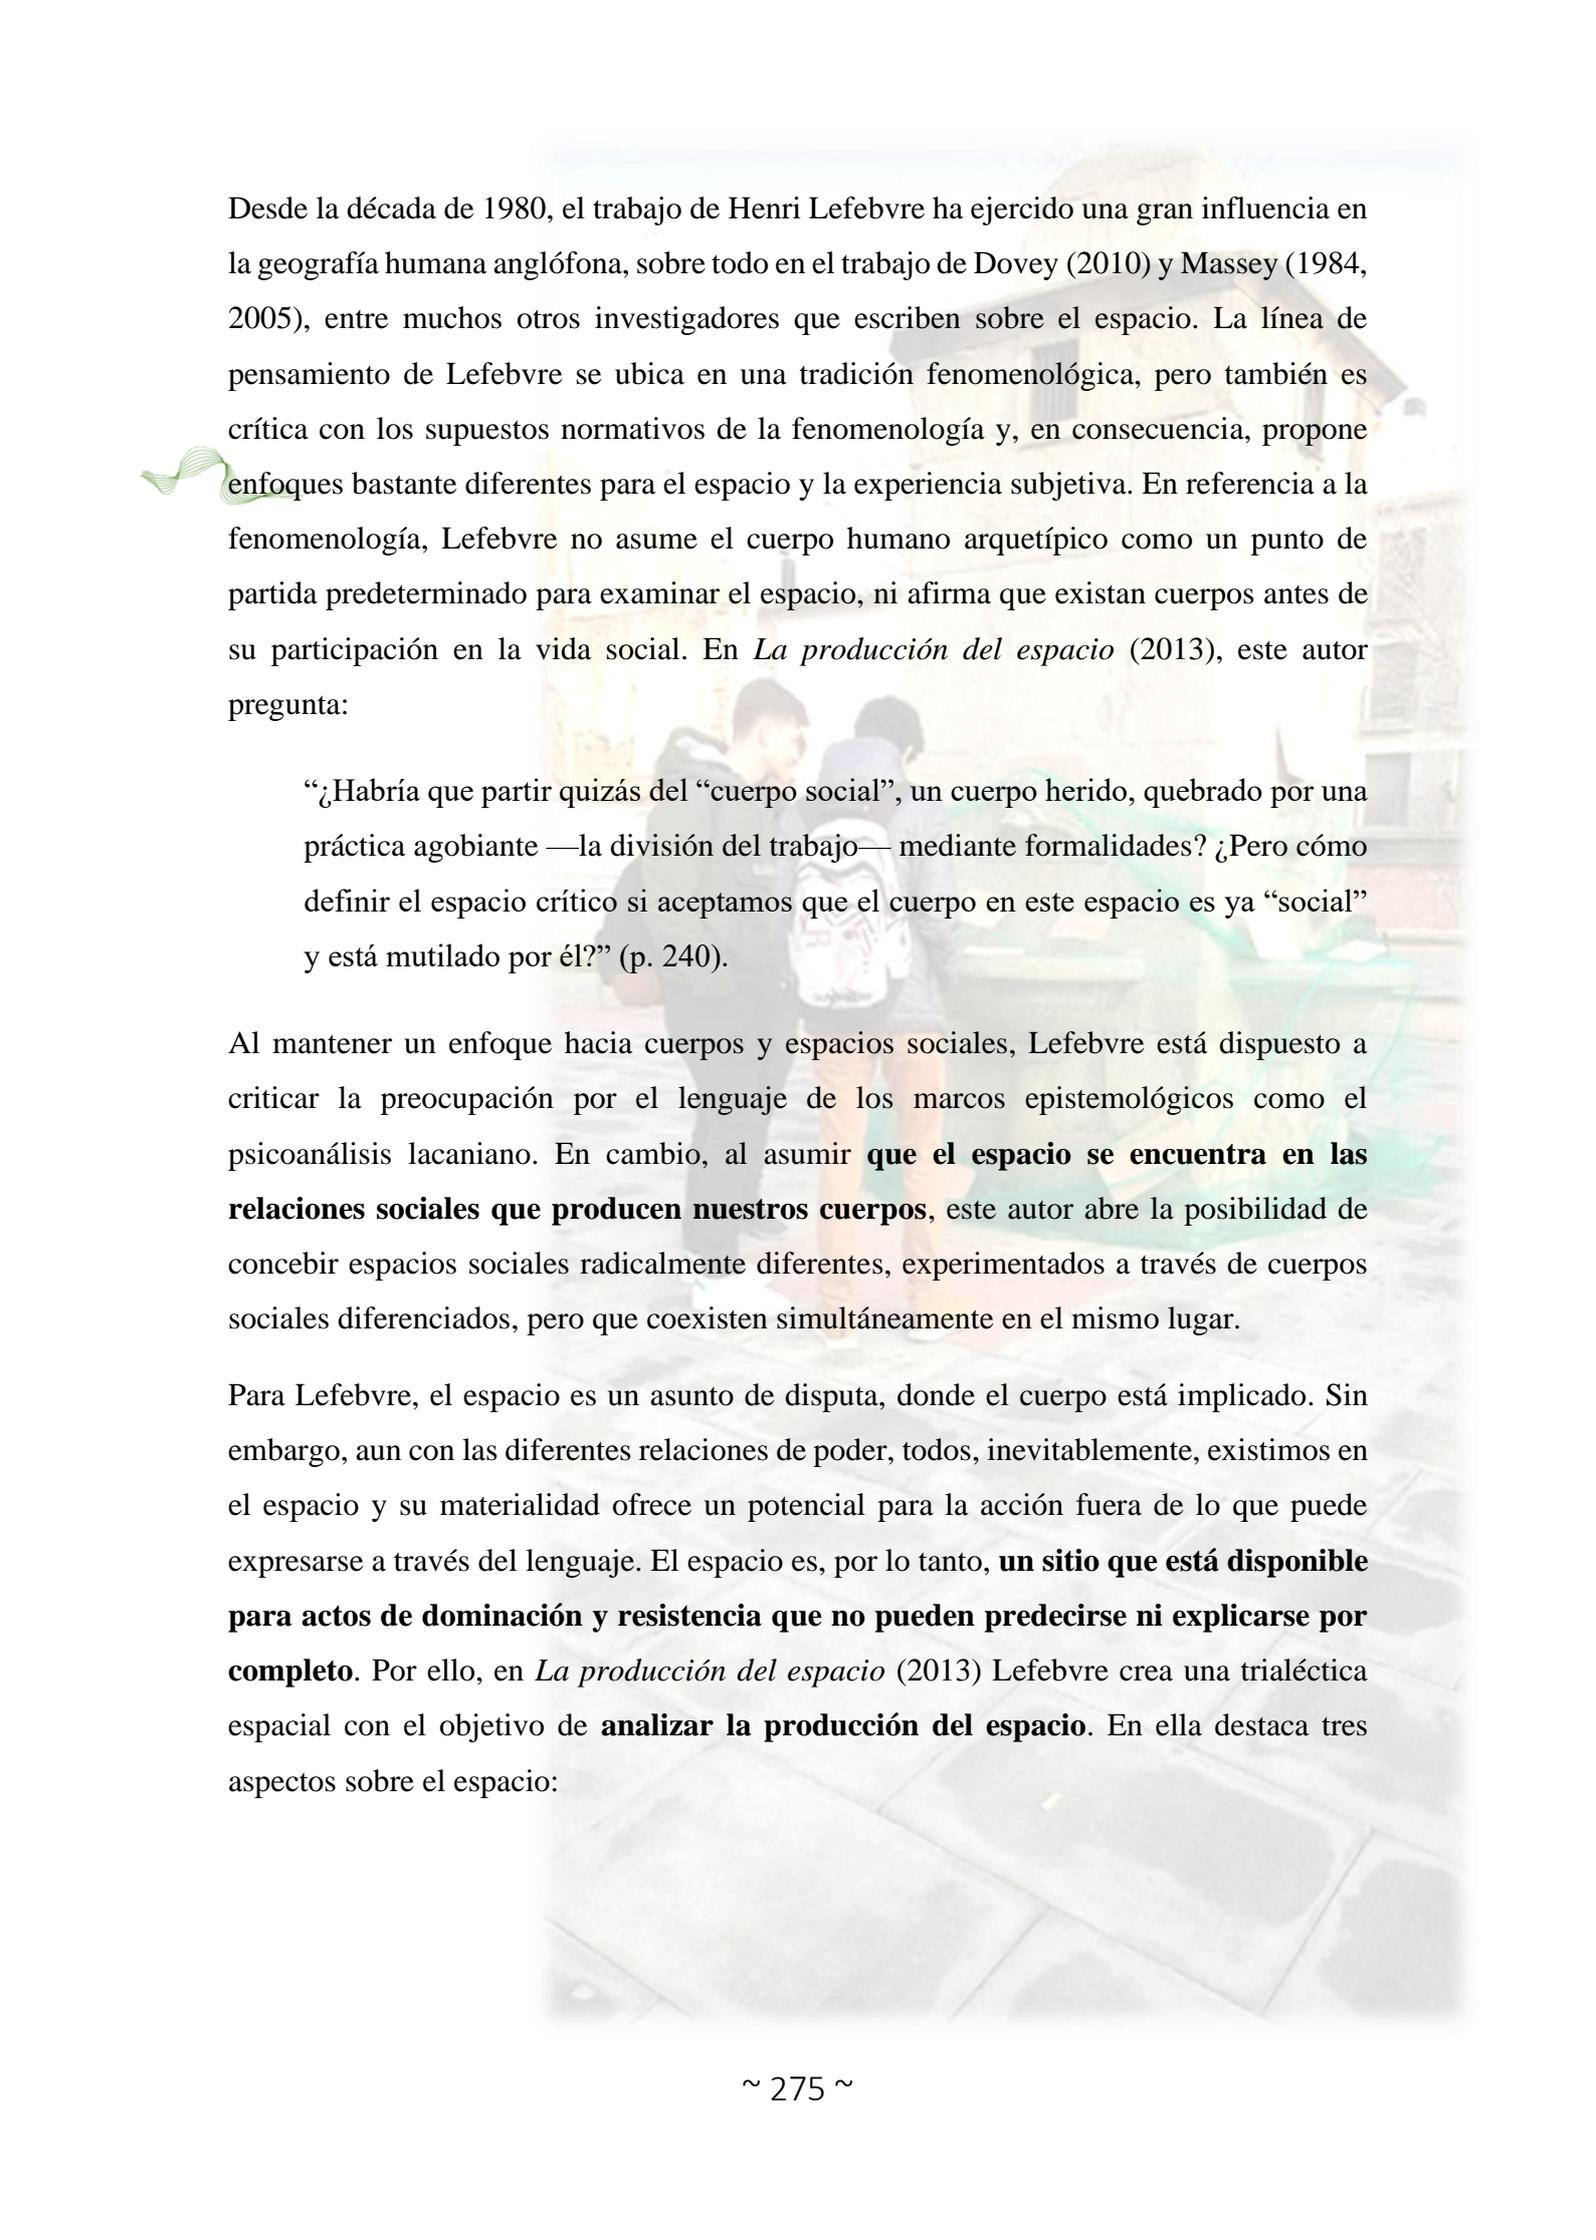 Desde la década de 1980, el trabajo de Henri Lefebvre ha ejercido una gran influencia en
la geografía humana anglófona, sobre todo en el trabajo de Dovey (2010) y Massey (1984,
2005), entre muchos otros investigadores que escriben sobre el espacio. La línea de
pensamiento de Lefebvre se ubica en una tradición fenomenológica, pero también es
crítica con los supuestos normativos de la fenomenología y, en consecuencia, propone
enfoques bastante diferentes para el espacio y la experiencia subjetiva. En referencia a la
fenomenología, Lefebvre no asume el cuerpo humano arquetípico como un punto de
partida predeterminado para examinar el espacio, ni afirma que existan cuerpos antes de
su participación en la vida social. En La producción del espacio (2013), este autor
pregunta:
“¿Habría que partir quizás del “cuerpo social”, un cuerpo herido, quebrado por una
práctica agobiante —la división del trabajo— mediante formalidades? ¿Pero cómo
definir el espacio crítico si aceptamos que el cuerpo en este espacio es ya “social”
y está mutilado por él?” (p. 240).
Al mantener un enfoque hacia cuerpos y espacios sociales, Lefebvre está dispuesto a
criticar la preocupación por el lenguaje de los marcos epistemológicos como el
psicoanálisis lacaniano. En cambio, al asumir que el espacio se encuentra en las
relaciones sociales que producen nuestros cuerpos, este autor abre la posibilidad de
concebir espacios sociales radicalmente diferentes, experimentados a través de cuerpos
sociales diferenciados, pero que coexisten simultáneamente en el mismo lugar.
Para Lefebvre, el espacio es un asunto de disputa, donde el cuerpo está implicado. Sin
embargo, aun con las diferentes relaciones de poder, todos, inevitablemente, existimos en
el espacio y su materialidad ofrece un potencial para la acción fuera de lo que puede
expresarse a través del lenguaje. El espacio es, por lo tanto, un sitio que está disponible
para actos de dominación y resistencia que no pueden predecirse ni explicarse por
completo. Por ello, en La producción del espacio (2013) Lefebvre crea una trialéctica
espacial con el objetivo de analizar la producción del espacio. En ella destaca tres
aspectos sobre el espacio:
~ 275 ~